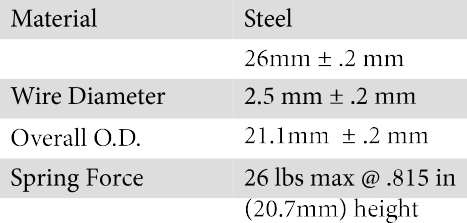 Material Steel
26mm ± .2 mm
Wire Diameter 2.5 mm ± .2 mm
Overall O.D. 21.1mm ± .2 mm
Spring Force 26 lbs max @ .815 in
(20.7mm) height